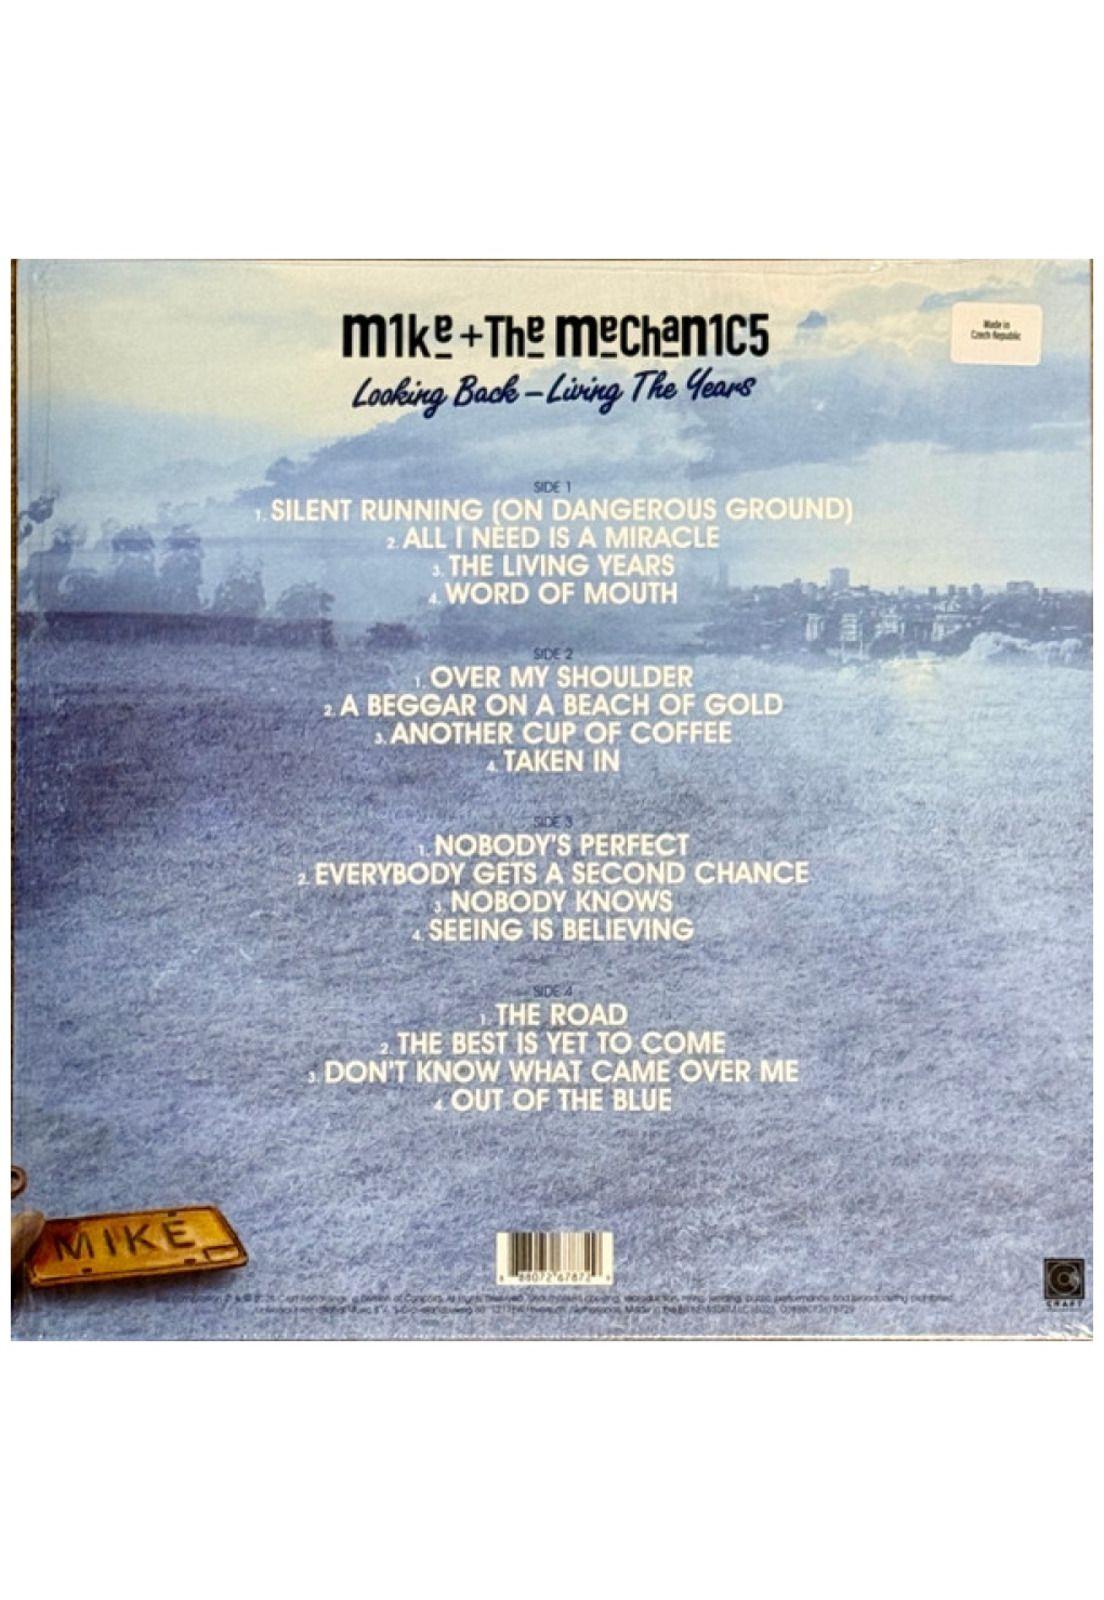 m1ke+The mechan1c5
Looking Back – Living The Years
Made in
Czech Republic
SIDE 1
1. SILENT RUNNING (ON DANGEROUS GROUND)
2. ALL I NEED IS A MIRACLE
3. THE LIVING YEARS
4. WORD OF MOUTH
SIDE 2
1. OVER MY SHOULDER
2. A BEGGAR ON A BEACH OF GOLD
3. ANOTHER CUP OF COFFEE
4. TAKEN IN
SIDE 3
1. NOBODY'S PERFECT
2. EVERYBODY GETS A SECOND CHANCE
3. NOBODY KNOWS
4. SEEING IS BELIEVING
SIDE 4
1. THE ROAD
2. THE BEST IS YET TO COME
3. DON'T KNOW WHAT CAME OVER ME
4. OUT OF THE BLUE
MIKE
88072 67872
CRAFT